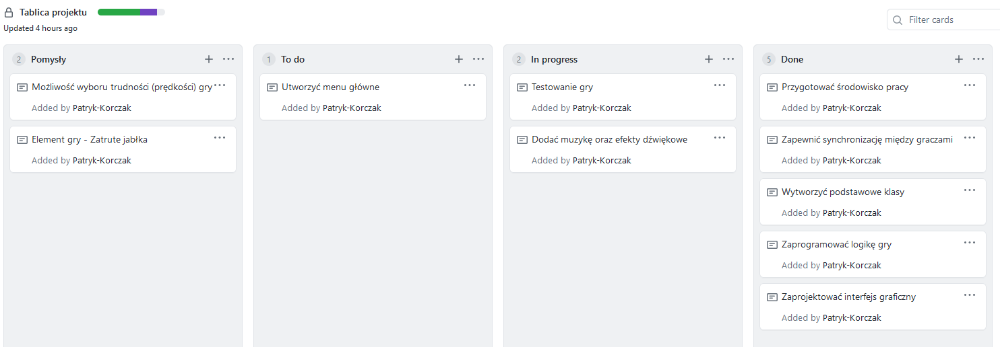 Tablica projektu
Updated 4 hours ago
Filter cards
2 Pomysły
Możliwość wyboru trudności (prędkości) gry
Added by Patryk-Korczak
Element gry - Zatrute jabłka
Added by Patryk-Korczak
1 To do
Utworzyć menu główne
Added by Patryk-Korczak
2 In progress
Testowanie gry
Added by Patryk-Korczak
Dodać muzykę oraz efekty dźwiękowe
Added by Patryk-Korczak
5 Done
Przygotować środowisko pracy
Added by Patryk-Korczak
Zapewnić synchronizację między graczami
Added by Patryk-Korczak
Wytworzyć podstawowe klasy
Added by Patryk-Korczak
Zaprogramować logikę gry
Added by Patryk-Korczak
Zaprojektować interfejs graficzny
Added by Patryk-Korczak